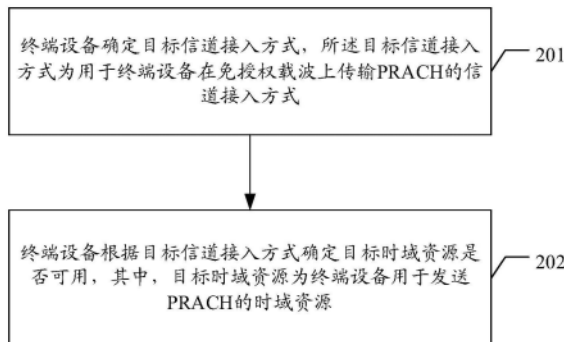 终端设备确定目标信道接入方式，所述目标信道接入
方式为用于终端设备在免授权载波上传输PRACH的信
道接入方式
201
终端设备根据目标信道接入方式确定目标时域资源是
否可用，其中，目标时域资源为终端设备用于发送
PRACH的时域资源
202